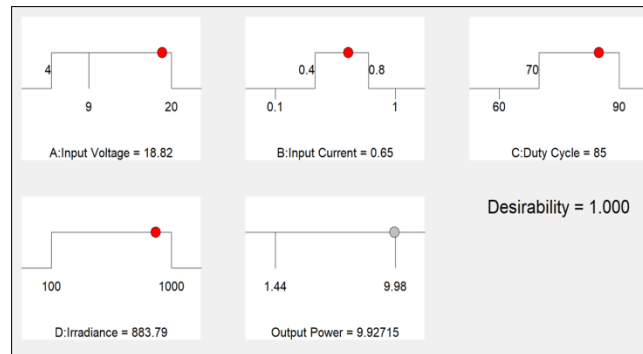 4
9
20
A:Input Voltage = 18.82
0.4
0.8
0.1
1
B:Input Current = 0.65
70
60
90
C:Duty Cycle = 85
100
1000
D:Irradiance = 883.79
1.44
9.98
Output Power = 9.92715
Desirability = 1.000